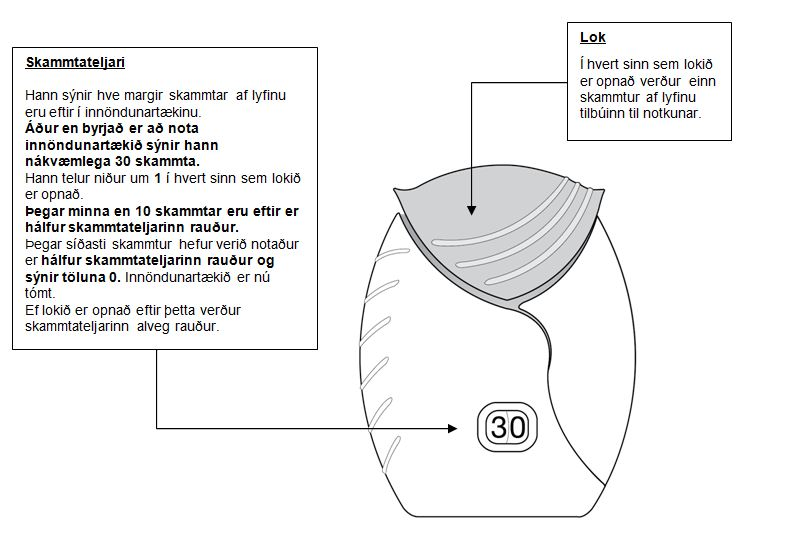 Skammtateljari
Hann sýnir hve margir skammtar af lyfinu
eru eftir í innöndunartækinu.
Áður en byrjað er að nota
innöndunartækið sýnir hann
nákvæmlega 30 skammta.
Hann telur niður um 1 í hvert sinn sem lokið
er opnað.
Þegar minna en 10 skammtar eru eftir er
hálfur skammtateljarinn rauður.
Þegar síðasti skammtur hefur verið notaður
er hálfur skammtateljarinn rauður og
sýnir töluna 0. Innöndunartækið er nú
tómt.
Ef lokið er opnað eftir þetta verður
skammtateljarinn alveg rauður.
Lok
Í hvert sinn sem lokið
er opnað verður einn
skammtur af lyfinu
tilbúinn til notkunar.
30